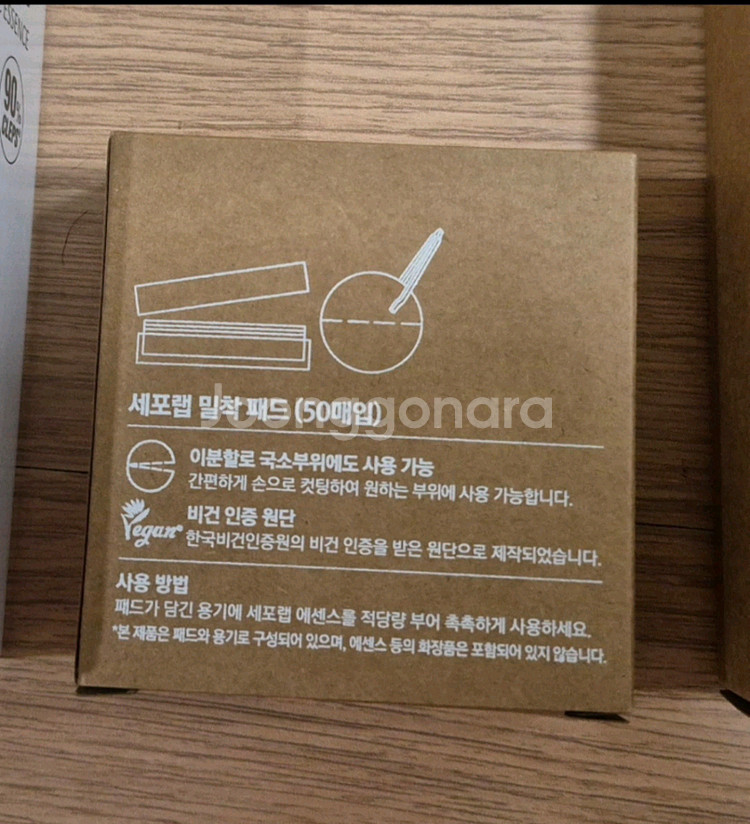 ESSENCE
90%
CLEPS
세포랩 밀착 패드 (50매입)
joonggonara
이분할로 국소부위에도 사용 가능
간편하게 손으로 컷팅하여 원하는 부위에 사용 가능합니다.
Vegan
비건 인증 원단
한국비건인증원의 비건 인증을 받은 원단으로 제작되었습니다.
사용 방법
패드가 담긴 용기에 세포랩 에센스를 적당량 부어 촉촉하게 사용하세요.
*본 제품은 패드와 용기로 구성되어 있으며, 에센스 등의 화장품은 포함되어 있지 않습니다.